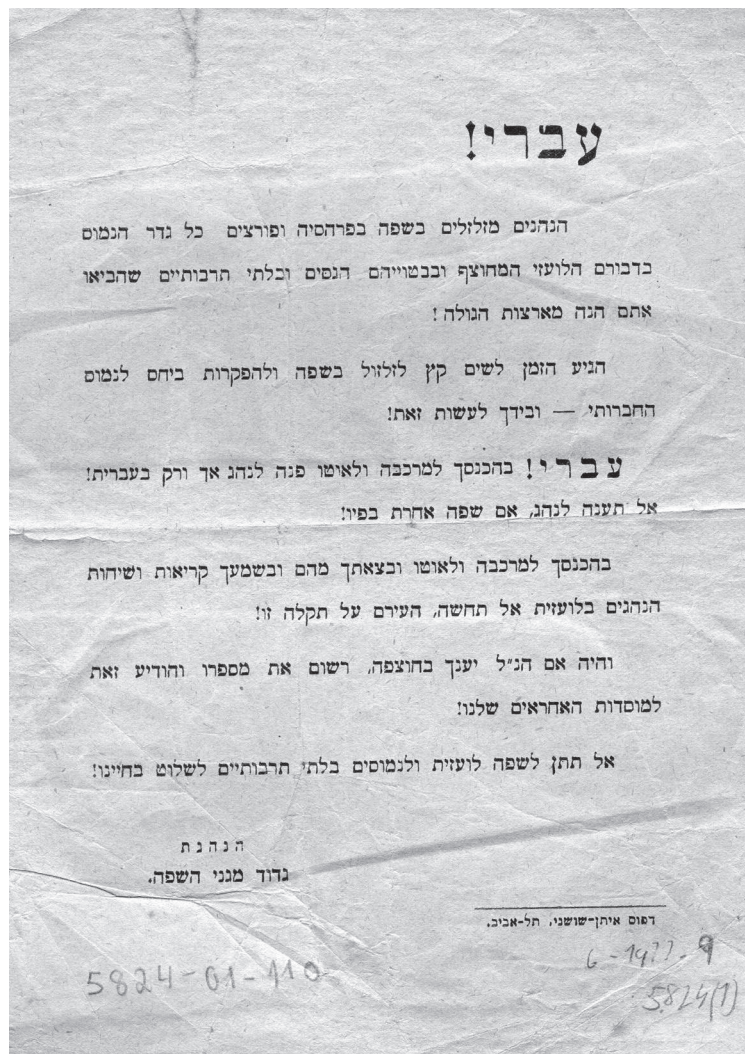 עברי!
הנהגים מזלזלים בשפה בפרהסיה ופורצים כל גדר הנמוס
בדבורם הלועזי המחוצף ובבטוייהם הגסים ובלתי תרבותיים שהביאו
אתם הנה מארצות הגולה!
הגיע הזמן לשים קץ לזלזול בשפה ולהפקרות ביחס לנמוס
החברותי — ובידך לעשות זאת!
עברי! בהכנסך למרכבה ולאוטו פנה לנהג אך ורק בעברית!
אל תענה לנהג, אם שפה אחרת בפיו!
בהכנסך למרכבה ולאוטו ובצאתך מהם ובשמעך קריאות ושיחות
הנהגים בלועזית אל תחשה, העירם על תקלה זו!
והיה אם הנ״ל יענך בחוצפה, רשום את מספרו והודיע זאת
למוסדות האחראים שלנו!
אל תתן לשפה לועזית ולנמוסים בלתי תרבותיים לשלוט בחיינו!
הנהגת
גדוד מגני השפה.
דפוס איתן–שושני, תל–אביב.
6-19??-9
5824-01-110
5824(1)